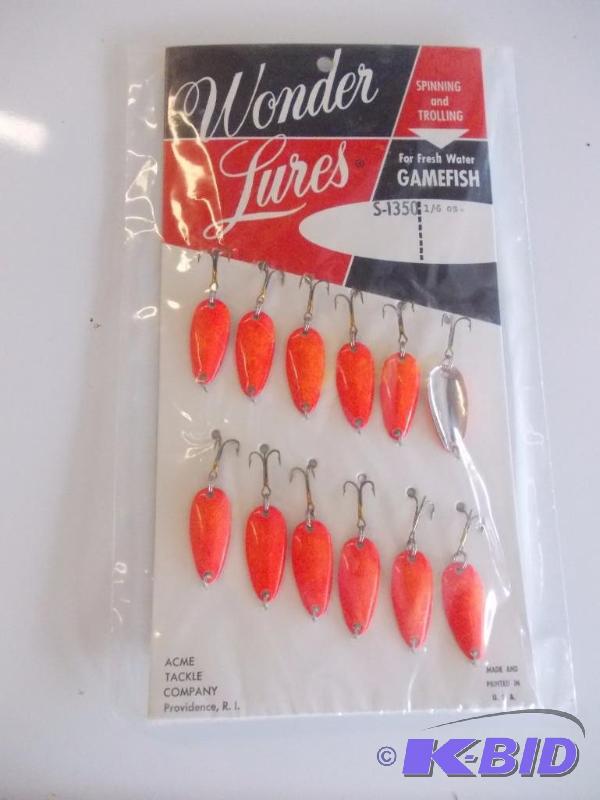 Wonder
Lures®
SPINNING
and
TROLLING
For Fresh Water
GAMEFISH
S-1350 1/6 oz.
ACME
TACKLE
COMPANY
Providence, R. I.
MADE AND
PRINTED IN
U. S. A.
© K-BID